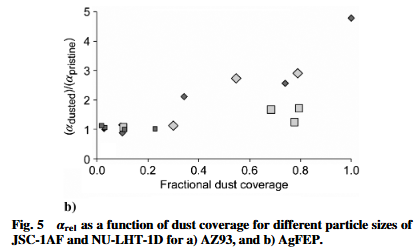 5
4
3
2
1
0
(αdusted)/(αpristine)
0.0 0.2 0.4 0.6 0.8 1.0
Fractional dust coverage
b)
Fig. 5 αrel as a function of dust coverage for different particle sizes of
JSC-1AF and NU-LHT-1D for a) AZ93, and b) AgFEP.